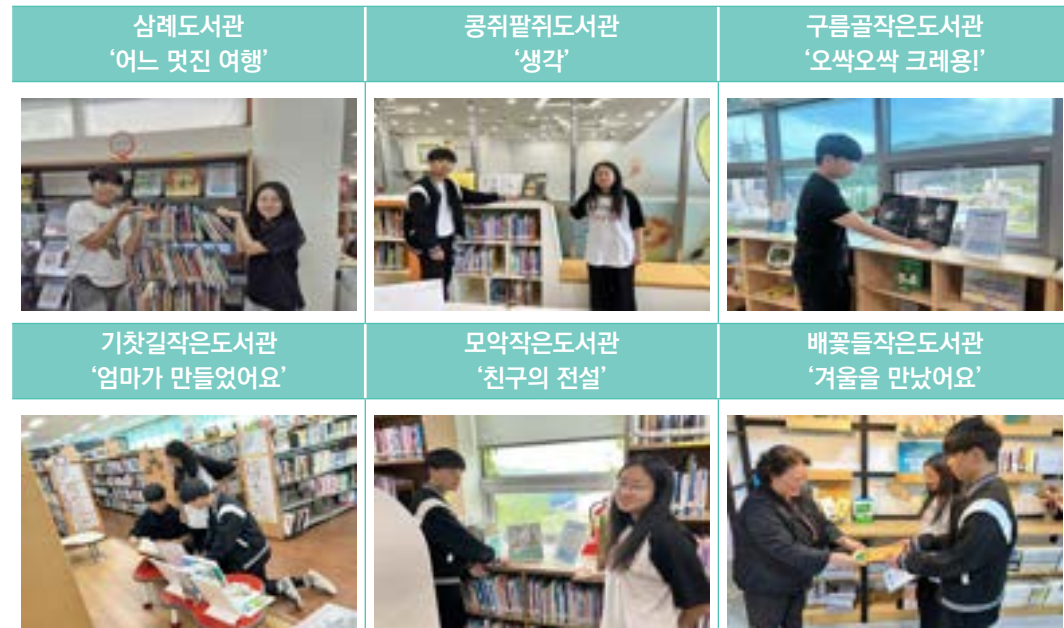 삼례도서관
‘어느 멋진 여행’
콩쥐팥쥐도서관
‘생각’
구름골작은도서관
‘오싹오싹 크레용!’
기찻길작은도서관
‘엄마가 만들었어요’
모악작은도서관
‘친구의 전설’
배꽃들작은도서관
‘겨울을 만났어요’